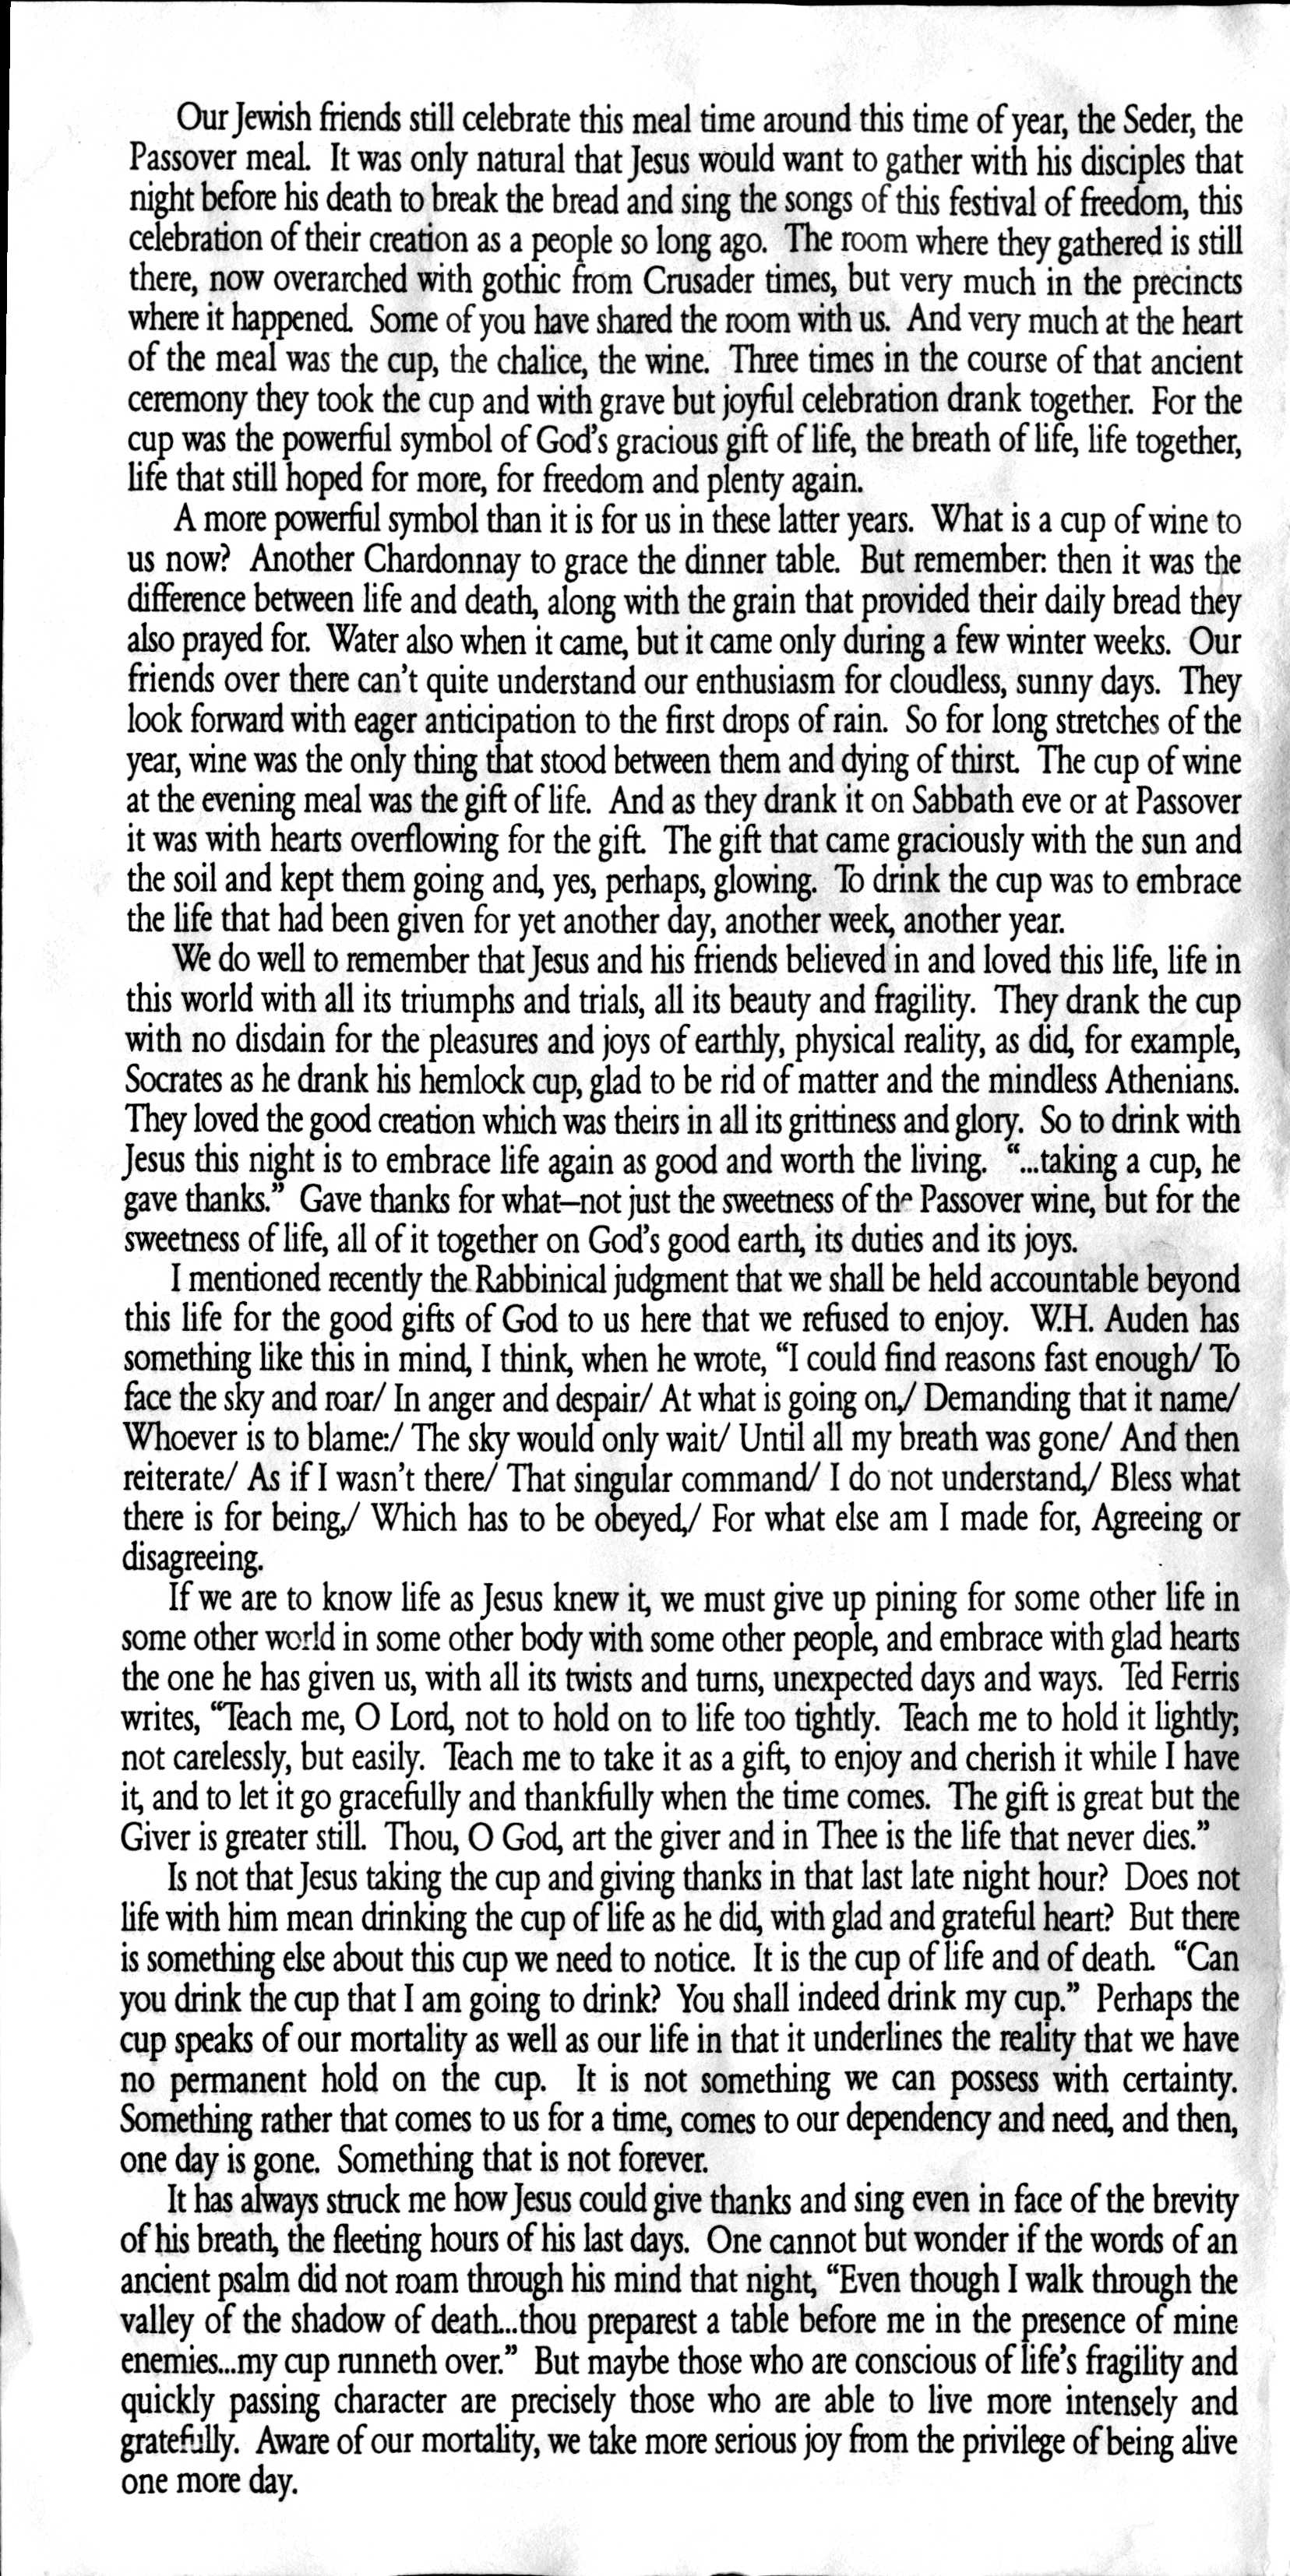 Our Jewish friends still celebrate this meal time around this time of year, the Seder, the
Passover meal.  It was only natural that Jesus would want to gather with his disciples that
night before his death to break the bread and sing the songs of this festival of freedom, this
celebration of their creation as a people so long ago.  The room where they gathered is still
there, now overarched with gothic from Crusader times, but very much in the precincts
where it happened.  Some of you have shared the room with us.  And very much at the heart
of the meal was the cup, the chalice, the wine.  Three times in the course of that ancient
ceremony they took the cup and with grave but joyful celebration drank together.  For the
cup was the powerful symbol of God's gracious gift of life, the breath of life, life together,
life that still hoped for more, for freedom and plenty again.
A more powerful symbol than it is for us in these latter years.  What is a cup of wine to
us now?  Another Chardonnay to grace the dinner table.  But remember: then it was the
difference between life and death, along with the grain that provided their daily bread they
also prayed for.  Water also when it came, but it came only during a few winter weeks.  Our
friends over there can't quite understand our enthusiasm for cloudless, sunny days.  They
look forward with eager anticipation to the first drops of rain.  So for long stretches of the
year, wine was the only thing that stood between them and dying of thirst.  The cup of wine
at the evening meal was the gift of life.  And as they drank it on Sabbath eve or at Passover
it was with hearts overflowing for the gift.  The gift that came graciously with the sun and
the soil and kept them going and, yes, perhaps, glowing.  To drink the cup was to embrace
the life that had been given for yet another day, another week, another year.
We do well to remember that Jesus and his friends believed in and loved this life, life in
this world with all its triumphs and trials, all its beauty and fragility.  They drank the cup
with no disdain for the pleasures and joys of earthly, physical reality, as did, for example,
Socrates as he drank his hemlock cup, glad to be rid of matter and the mindless Athenians.
They loved the good creation which was theirs in all its grittiness and glory.  So to drink with
Jesus this night is to embrace life again as good and worth the living.  "...taking a cup, he
gave thanks."  Gave thanks for what–not just the sweetness of the Passover wine, but for the
sweetness of life, all of it together on God's good earth, its duties and its joys.
I mentioned recently the Rabbinical judgment that we shall be held accountable beyond
this life for the good gifts of God to us here that we refused to enjoy.  W.H. Auden has
something like this in mind, I think, when he wrote, "I could find reasons fast enough/ To
face the sky and roar/ In anger and despair/ At what is going on,/ Demanding that it name/
Whoever is to blame:/ The sky would only wait/ Until all my breath was gone/ And then
reiterate/ As if I wasn't there/ That singular command/ I do not understand,/ Bless what
there is for being,/ Which has to be obeyed,/ For what else am I made for, Agreeing or
disagreeing.
If we are to know life as Jesus knew it, we must give up pining for some other life in
some other world in some other body with some other people, and embrace with glad hearts
the one he has given us, with all its twists and turns, unexpected days and ways.  Ted Ferris
writes, "Teach me, O Lord, not to hold on to life too tightly.  Teach me to hold it lightly;
not carelessly, but easily.  Teach me to take it as a gift, to enjoy and cherish it while I have
it, and to let it go gracefully and thankfully when the time comes.  The gift is great but the
Giver is greater still.  Thou, O God, art the giver and in Thee is the life that never dies."
Is not that Jesus taking the cup and giving thanks in that last late night hour?  Does not
life with him mean drinking the cup of life as he did, with glad and grateful heart?  But there
is something else about this cup we need to notice.  It is the cup of life and of death.  "Can
you drink the cup that I am going to drink?  You shall indeed drink my cup."  Perhaps the
cup speaks of our mortality as well as our life in that it underlines the reality that we have
no permanent hold on the cup.  It is not something we can possess with certainty.
Something rather that comes to us for a time, comes to our dependency and need, and then,
one day is gone.  Something that is not forever.
It has always struck me how Jesus could give thanks and sing even in face of the brevity
of his breath, the fleeting hours of his last days.  One cannot but wonder if the words of an
ancient psalm did not roam through his mind that night, "Even though I walk through the
valley of the shadow of death...thou preparest a table before me in the presence of mine
enemies...my cup runneth over."  But maybe those who are conscious of life's fragility and
quickly passing character are precisely those who are able to live more intensely and
gratefully.  Aware of our mortality, we take more serious joy from the privilege of being alive
one more day.